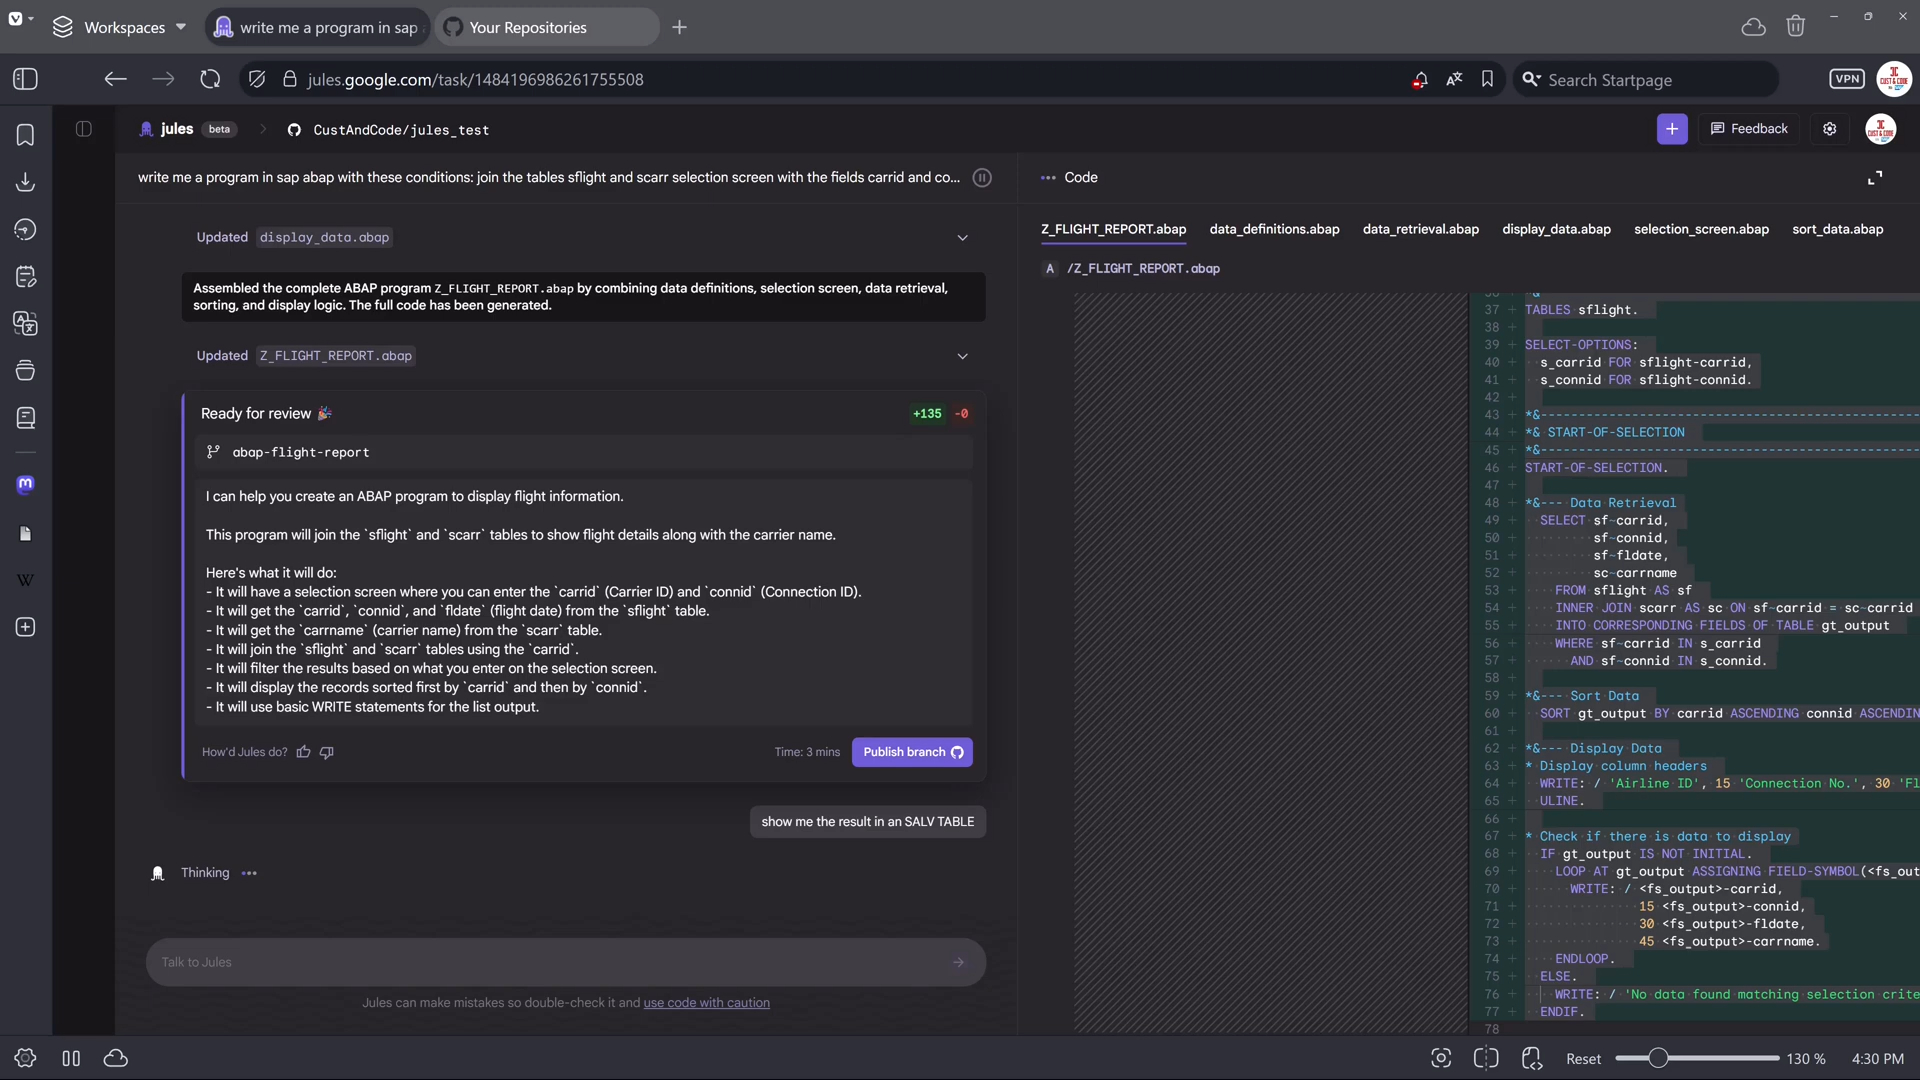 Workspaces
write me a program in sap
Your Repositories
jules.google.com/task/1484196986261755508
Search Startpage
VPN
jules beta
CustAndCode/jules_test
Feedback
write me a program in sap abap with these conditions: join the tables sflight and scarr selection screen with the fields carrid and co...
Code
Updated display_data.abap
Assembled the complete ABAP program Z_FLIGHT_REPORT.abap by combining data definitions, selection screen, data retrieval,
sorting, and display logic. The full code has been generated.
Updated Z_FLIGHT_REPORT.abap
Ready for review
+135 -0
abap-flight-report
I can help you create an ABAP program to display flight information.
This program will join the `sflight` and `scarr` tables to show flight details along with the carrier name.
Here's what it will do:
- It will have a selection screen where you can enter the `carrid` (Carrier ID) and `connid` (Connection ID).
- It will get the `carrid`, `connid`, and `fldate` (flight date) from the `sflight` table.
- It will get the `carrname` (carrier name) from the `scarr` table.
- It will join the `sflight` and `scarr` tables using the `carrid`.
- It will filter the results based on what you enter on the selection screen.
- It will display the records sorted first by `carrid` and then by `connid`.
- It will use basic WRITE statements for the list output.
How'd Jules do?
Time: 3 mins
Publish branch
show me the result in an SALV TABLE
Thinking
Talk to Jules
Jules can make mistakes so double-check it and use code with caution
Z_FLIGHT_REPORT.abap
data_definitions.abap
data_retrieval.abap
display_data.abap
selection_screen.abap
sort_data.abap
A /Z_FLIGHT_REPORT.abap
37 + TABLES sflight.
38 +
39 + SELECT-OPTIONS:
40 + s_carrid FOR sflight-carrid,
41 + s_connid FOR sflight-connid.
42 +
43 + *&---------------------------------------------------
44 + *& START-OF-SELECTION
45 + *&---------------------------------------------------
46 + START-OF-SELECTION.
47 +
48 + *&--- Data Retrieval
49 + SELECT sf~carrid,
50 + sf~connid,
51 + sf~fldate,
52 + sc~carrname
53 + FROM sflight AS sf
54 + INNER JOIN scarr AS sc ON sf~carrid = sc~carrid
55 + INTO CORRESPONDING FIELDS OF TABLE gt_output
56 + WHERE sf~carrid IN s_carrid
57 + AND sf~connid IN s_connid.
58 +
59 + *&--- Sort Data
60 + SORT gt_output BY carrid ASCENDING connid ASCENDIN
61 +
62 + *&--- Display Data
63 + * Display column headers
64 + WRITE: / 'Airline ID', 15 'Connection No.', 30 'Fl
65 + ULINE.
66 +
67 + * Check if there is data to display
68 + IF gt_output IS NOT INITIAL.
69 + LOOP AT gt_output ASSIGNING FIELD-SYMBOL(<fs_out
70 + WRITE: / <fs_output>-carrid,
71 + 15 <fs_output>-connid,
72 + 30 <fs_output>-fldate,
73 + 45 <fs_output>-carrname.
74 + ENDLOOP.
75 + ELSE.
76 + WRITE: / 'No data found matching selection crite
77 + ENDIF.
78
Reset
130 %
4:30 PM